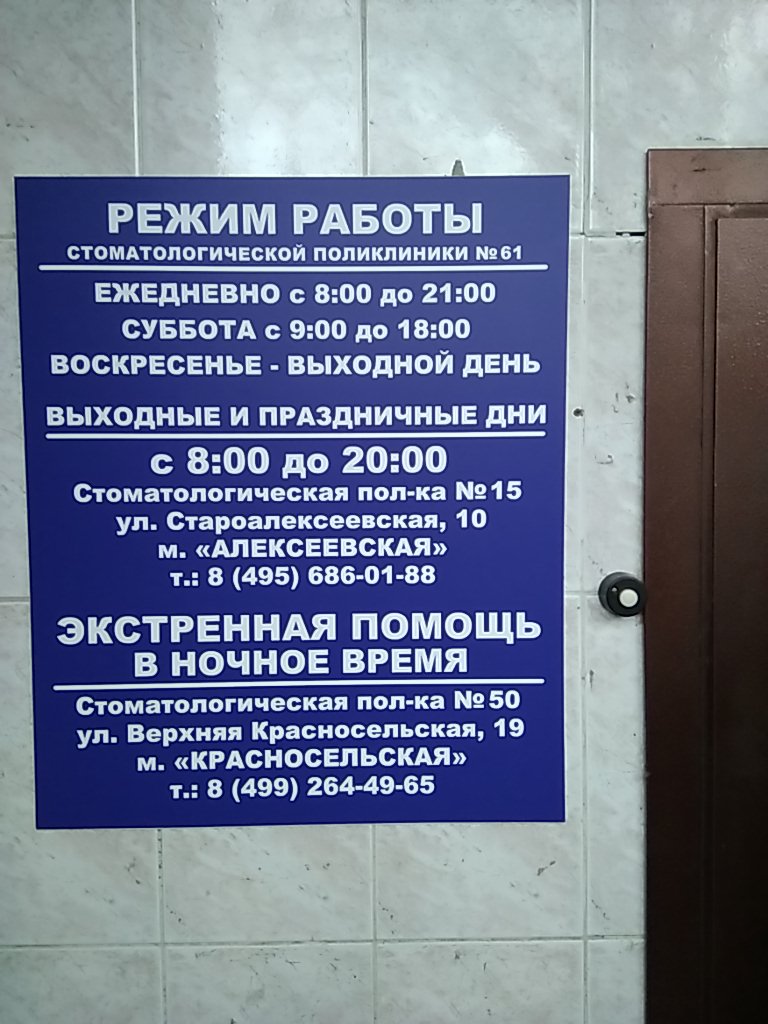 РЕЖИМ РАБОТЫ
СТОМАТОЛОГИЧЕСКОЙ ПОЛИКЛИНИКИ №61
ЕЖЕДНЕВНО с 8:00 до 21:00
СУББОТА с 9:00 до 18:00
ВОСКРЕСЕНЬЕ - ВЫХОДНОЙ ДЕНЬ
ВЫХОДНЫЕ И ПРАЗДНИЧНЫЕ ДНИ
с 8:00 до 20:00
Стоматологическая пол-ка №15
ул. Староалексеевская, 10
м. «АЛЕКСЕЕВСКАЯ»
т.: 8 (495) 686-01-88
ЭКСТРЕННАЯ ПОМОЩЬ
В НОЧНОЕ ВРЕМЯ
Стоматологическая пол-ка №50
ул. Верхняя Красносельская, 19
м. «КРАСНОСЕЛЬСКАЯ»
т.: 8 (499) 264-49-65